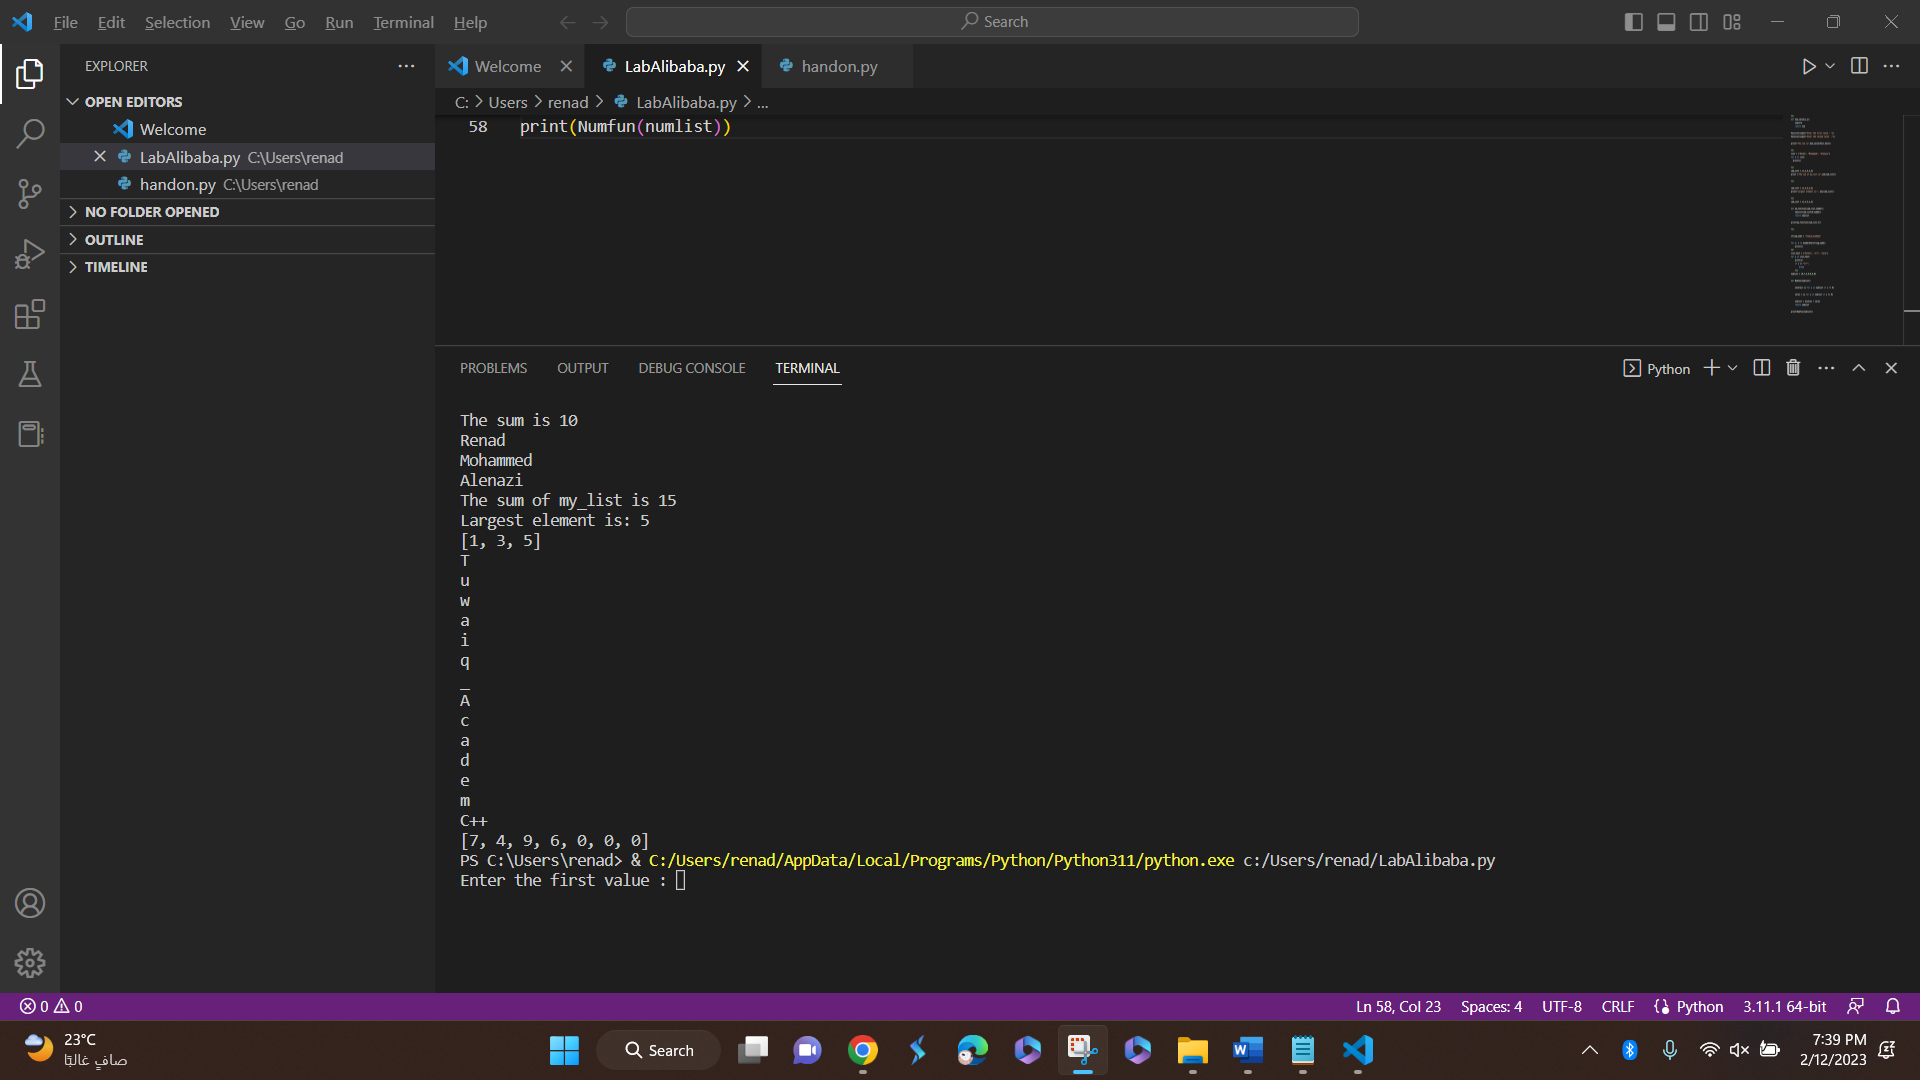 File Edit Selection View Go Run Terminal Help
Search
EXPLORER
Welcome
LabAlibaba.py
handon.py
OPEN EDITORS
Welcome
LabAlibaba.py C:\Users\renad
handon.py C:\Users\renad
NO FOLDER OPENED
OUTLINE
TIMELINE
C: > Users > renad > LabAlibaba.py > ...
58 print(Numfun(numlist))
PROBLEMS OUTPUT DEBUG CONSOLE TERMINAL
Python
The sum is 10
Renad
Mohammed
Alenazi
The sum of my_list is 15
Largest element is: 5
[1, 3, 5]
T
u
w
a
i
q
_
A
c
a
d
e
m
C++
[7, 4, 9, 6, 0, 0, 0]
PS C:\Users\renad> & C:/Users/renad/AppData/Local/Programs/Python/Python311/python.exe c:/Users/renad/LabAlibaba.py
Enter the first value :
0 0
Ln 58, Col 23 Spaces: 4 UTF-8 CRLF Python 3.11.1 64-bit
23°C
صافٍ غالبًا
Search
7:39 PM
2/12/2023